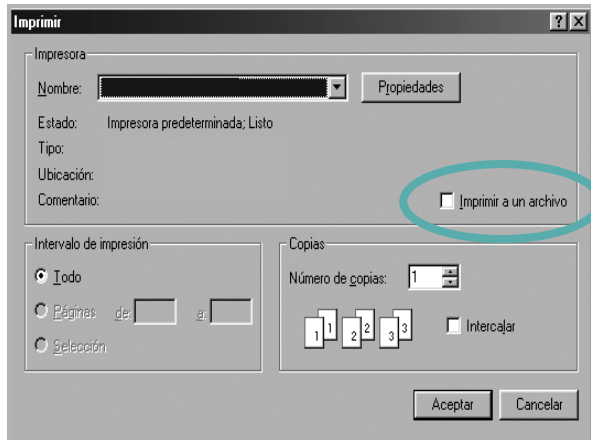 Imprimir
Impresora
Nombre:
Propiedades
Estado: Impresora predeterminada; Listo
Tipo:
Ubicación:
Comentario:
Imprimir a un archivo
Intervalo de impresión
Todo
Páginas de: a:
Selección
Copias
Número de copias: 1
1 1 2 2 3 3
Intercalar
Aceptar Cancelar